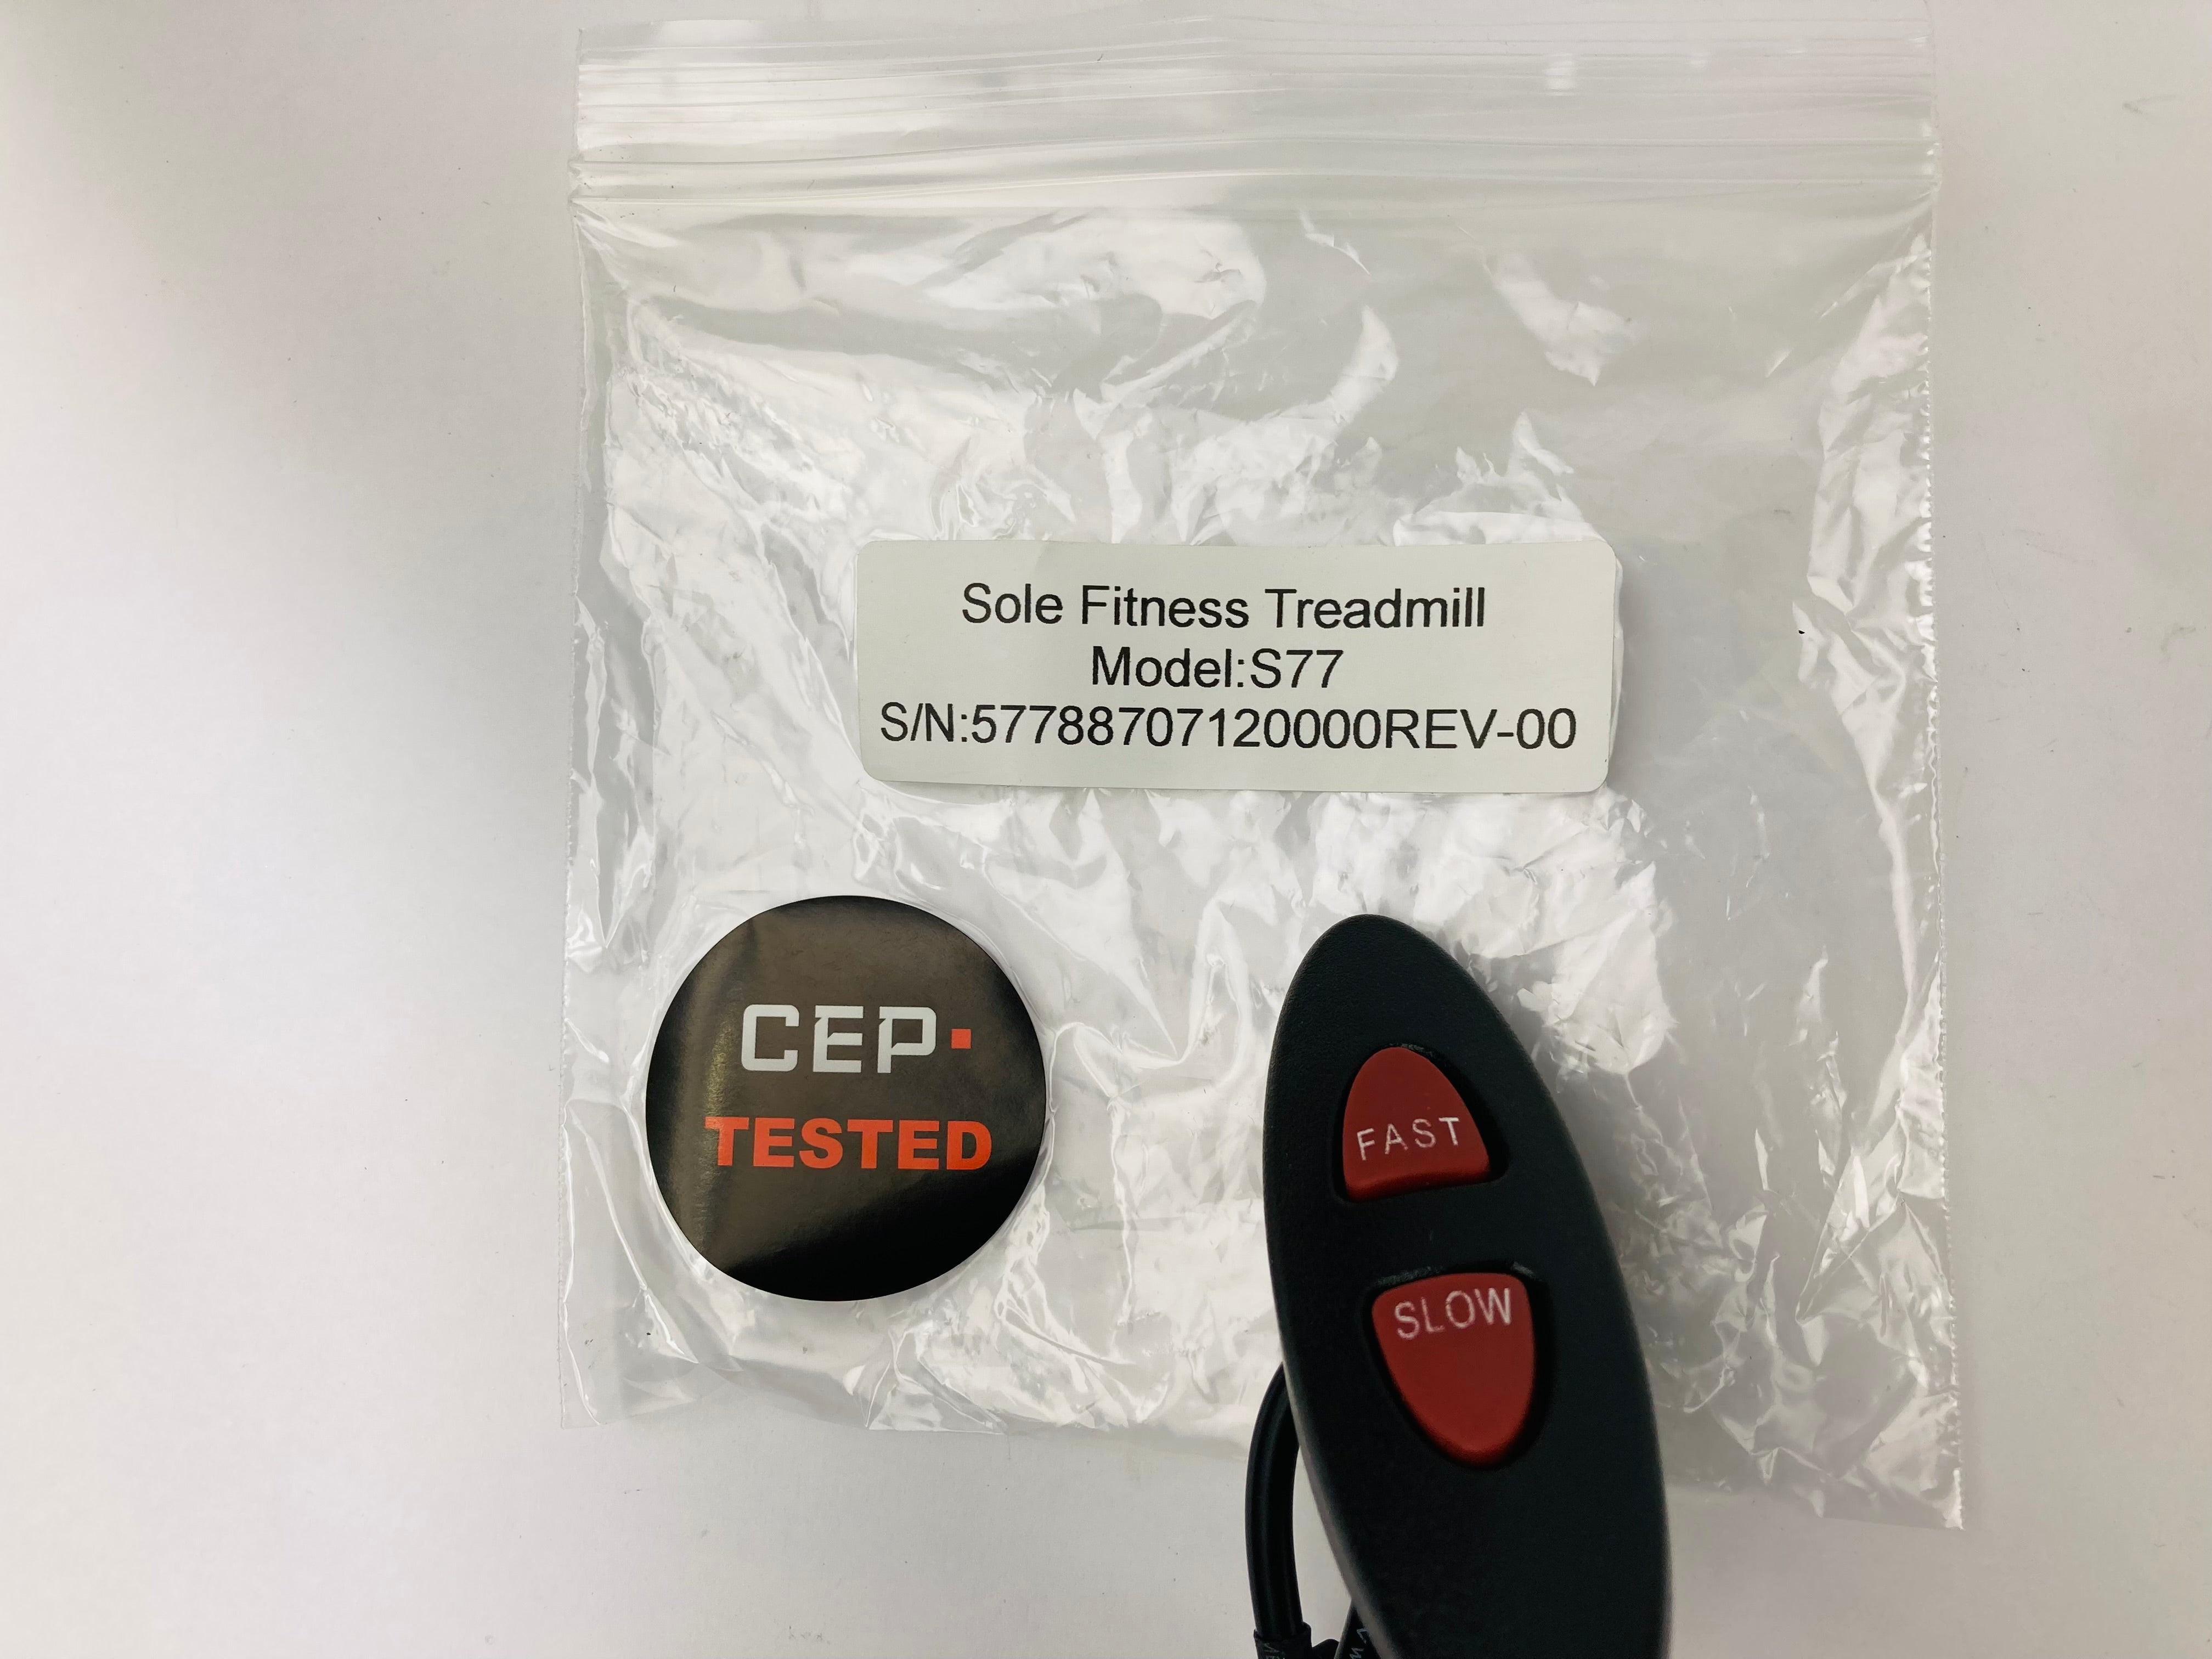 Sole Fitness Treadmill
Model:S77
S/N:57788707120000REV-00
CEP
TESTED
FAST
SLOW